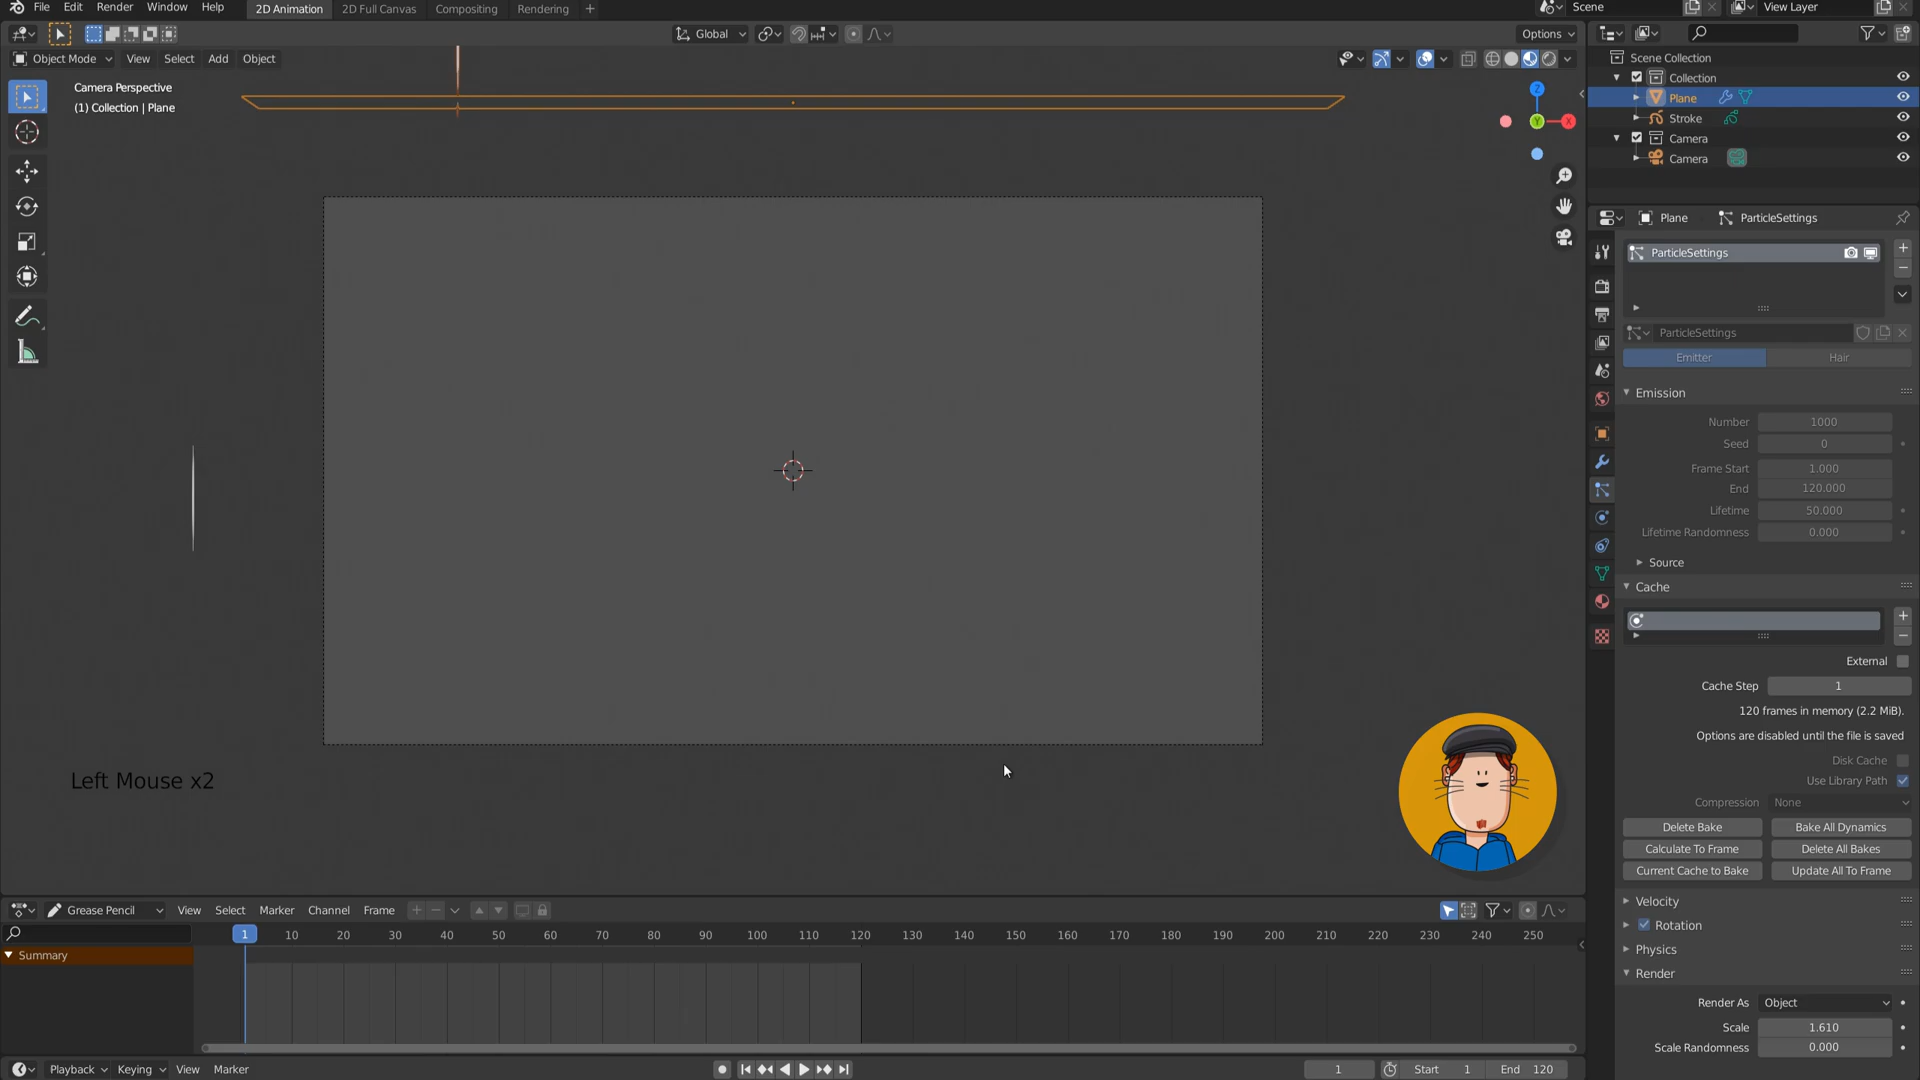 File Edit Render Window Help 2D Animation 2D Full Canvas Compositing Rendering + Scene View Layer
Global Options
Object Mode View Select Add Object
Camera Perspective
(1) Collection | Plane
Z
Y X
Left Mouse x2
Scene Collection
Collection
Plane
Stroke
Camera
Camera
Plane ParticleSettings
ParticleSettings
ParticleSettings
Emitter Hair
Emission
Number 1000
Seed 0
Frame Start 1.000
End 120.000
Lifetime 50.000
Lifetime Randomness 0.000
Source
Cache
External
Cache Step 1
120 frames in memory (2.2 MiB).
Options are disabled until the file is saved
Disk Cache
Use Library Path
Compression None
Delete Bake Bake All Dynamics
Calculate To Frame Delete All Bakes
Current Cache to Bake Update All To Frame
Velocity
Rotation
Physics
Render
Render As Object
Scale 1.610
Scale Randomness 0.000
Grease Pencil View Select Marker Channel Frame
1 10 20 30 40 50 60 70 80 90 100 110 120 130 140 150 160 170 180 190 200 210 220 230 240 250
Summary
Playback Keying View Marker 1 Start 1 End 120